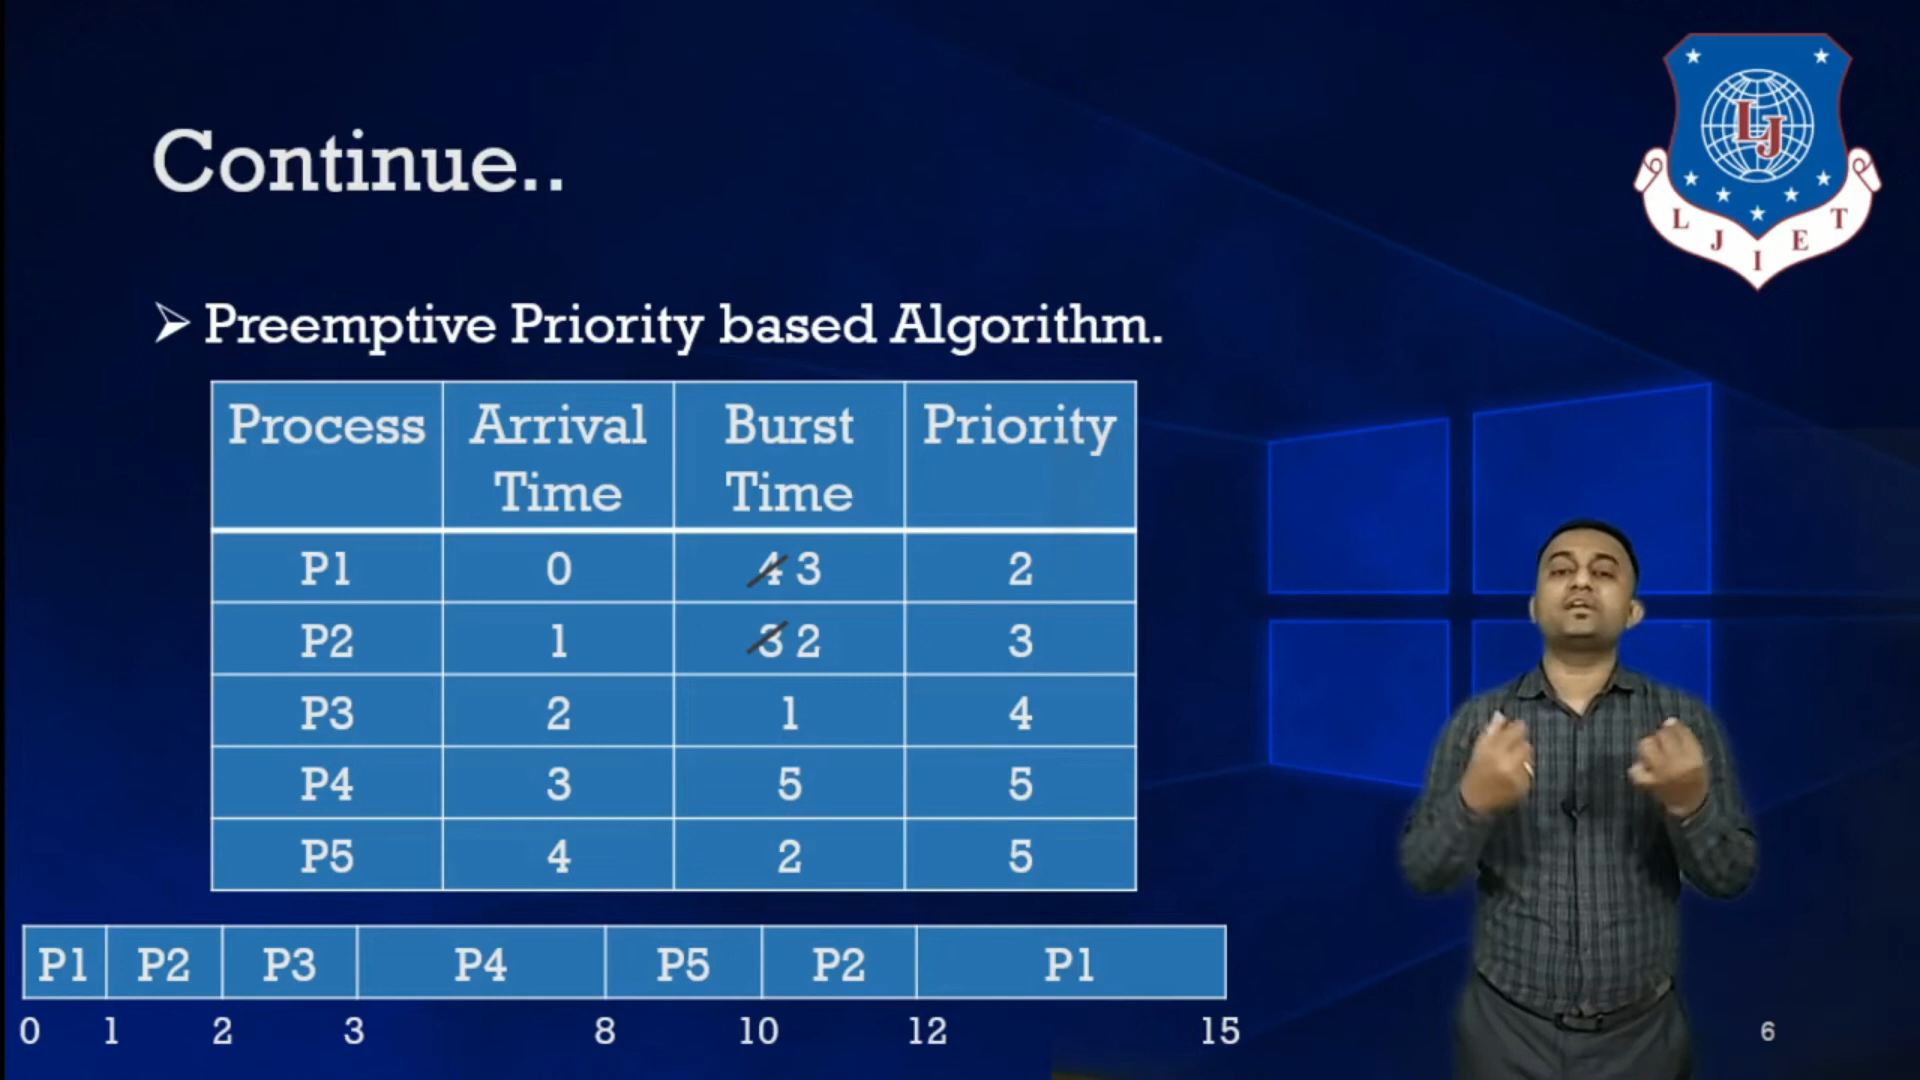 Continue..
L J I E T
LJ
➢ Preemptive Priority based Algorithm.
Process Arrival Time Burst Time Priority
P1 0 4 3 2
P2 1 3 2 3
P3 2 1 4
P4 3 5 5
P5 4 2 5
P1 P2 P3 P4 P5 P2 P1
0 1 2 3 8 10 12 15
6